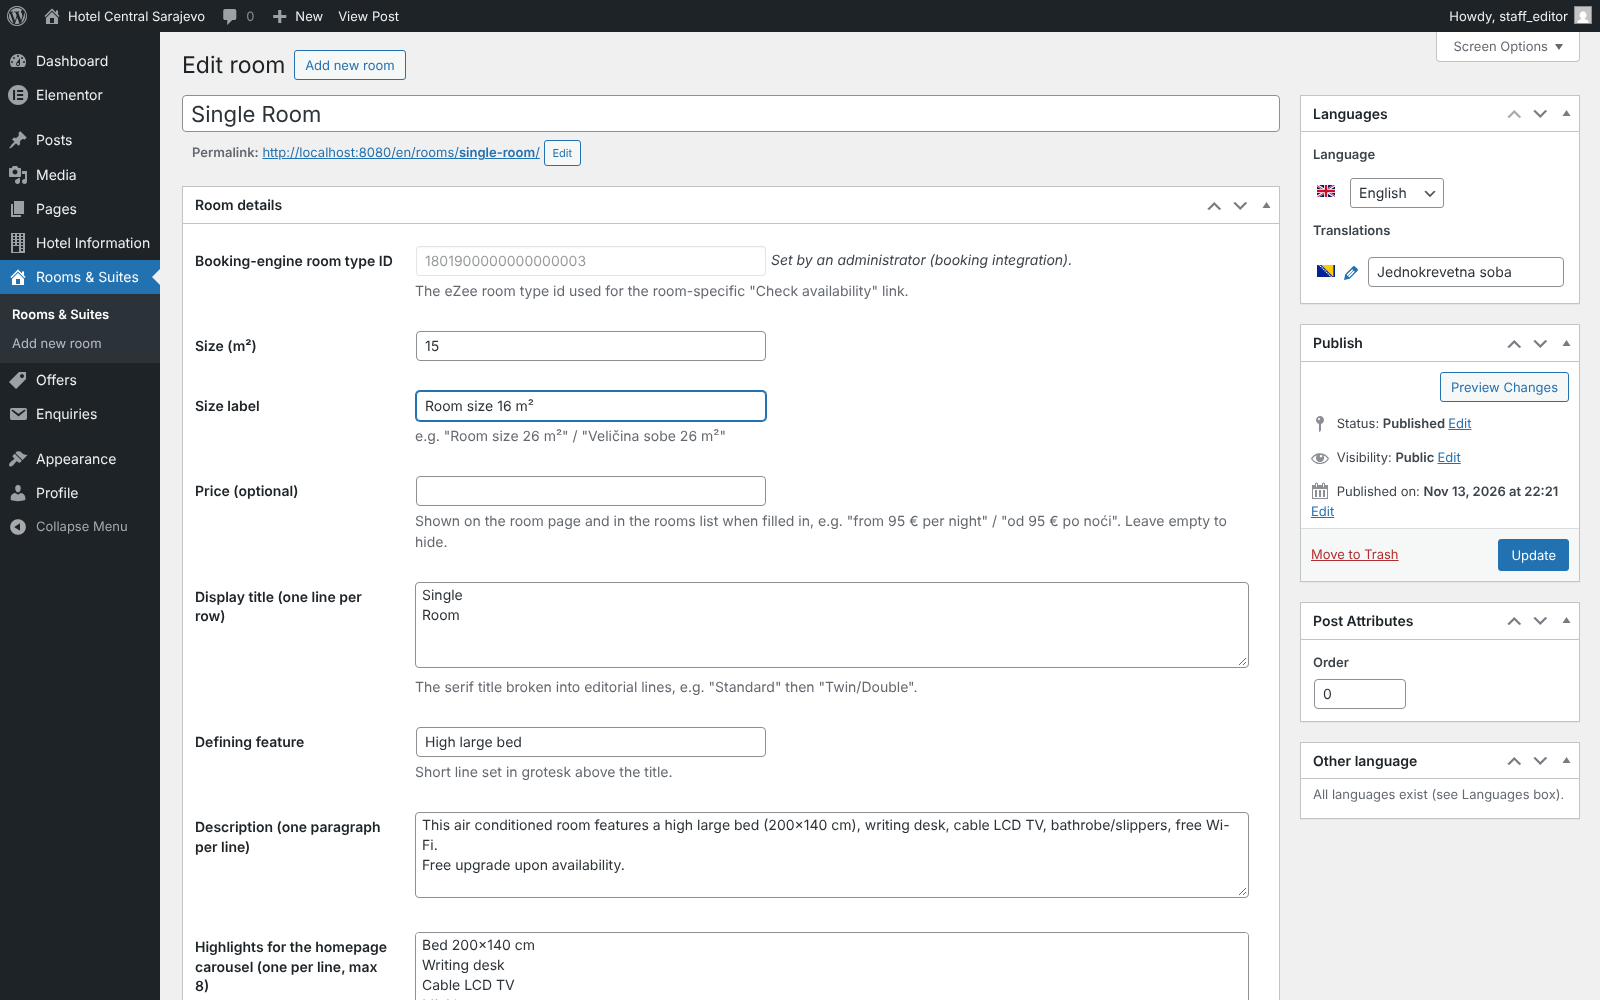 Hotel Central Sarajevo
0
New
View Post
Howdy, staff_editor
Dashboard
Elementor
Posts
Media
Pages
Hotel Information
Rooms & Suites
Rooms & Suites
Add new room
Offers
Enquiries
Appearance
Profile
Collapse Menu
Screen Options
Edit room
Add new room
Single Room
Permalink: http://localhost:8080/en/rooms/single-room/ Edit
Room details
Booking-engine room type ID
1801900000000000003
Set by an administrator (booking integration).
The eZee room type id used for the room-specific "Check availability" link.
Size (m²)
15
Size label
Room size 16 m²
e.g. "Room size 26 m²" / "Veličina sobe 26 m²"
Price (optional)
Shown on the room page and in the rooms list when filled in, e.g. "from 95 € per night" / "od 95 € po noći". Leave empty to
hide.
Display title (one line per
row)
Single
Room
The serif title broken into editorial lines, e.g. "Standard" then "Twin/Double".
Defining feature
High large bed
Short line set in grotesk above the title.
Description (one paragraph
per line)
This air conditioned room features a high large bed (200×140 cm), writing desk, cable LCD TV, bathrobe/slippers, free Wi-
Fi.
Free upgrade upon availability.
Highlights for the homepage
carousel (one per line, max
8)
Bed 200×140 cm
Writing desk
Cable LCD TV
Languages
Language
English
Translations
Jednokrevetna soba
Publish
Preview Changes
Status: Published Edit
Visibility: Public Edit
Published on: Nov 13, 2026 at 22:21
Edit
Move to Trash
Update
Post Attributes
Order
0
Other language
All languages exist (see Languages box).